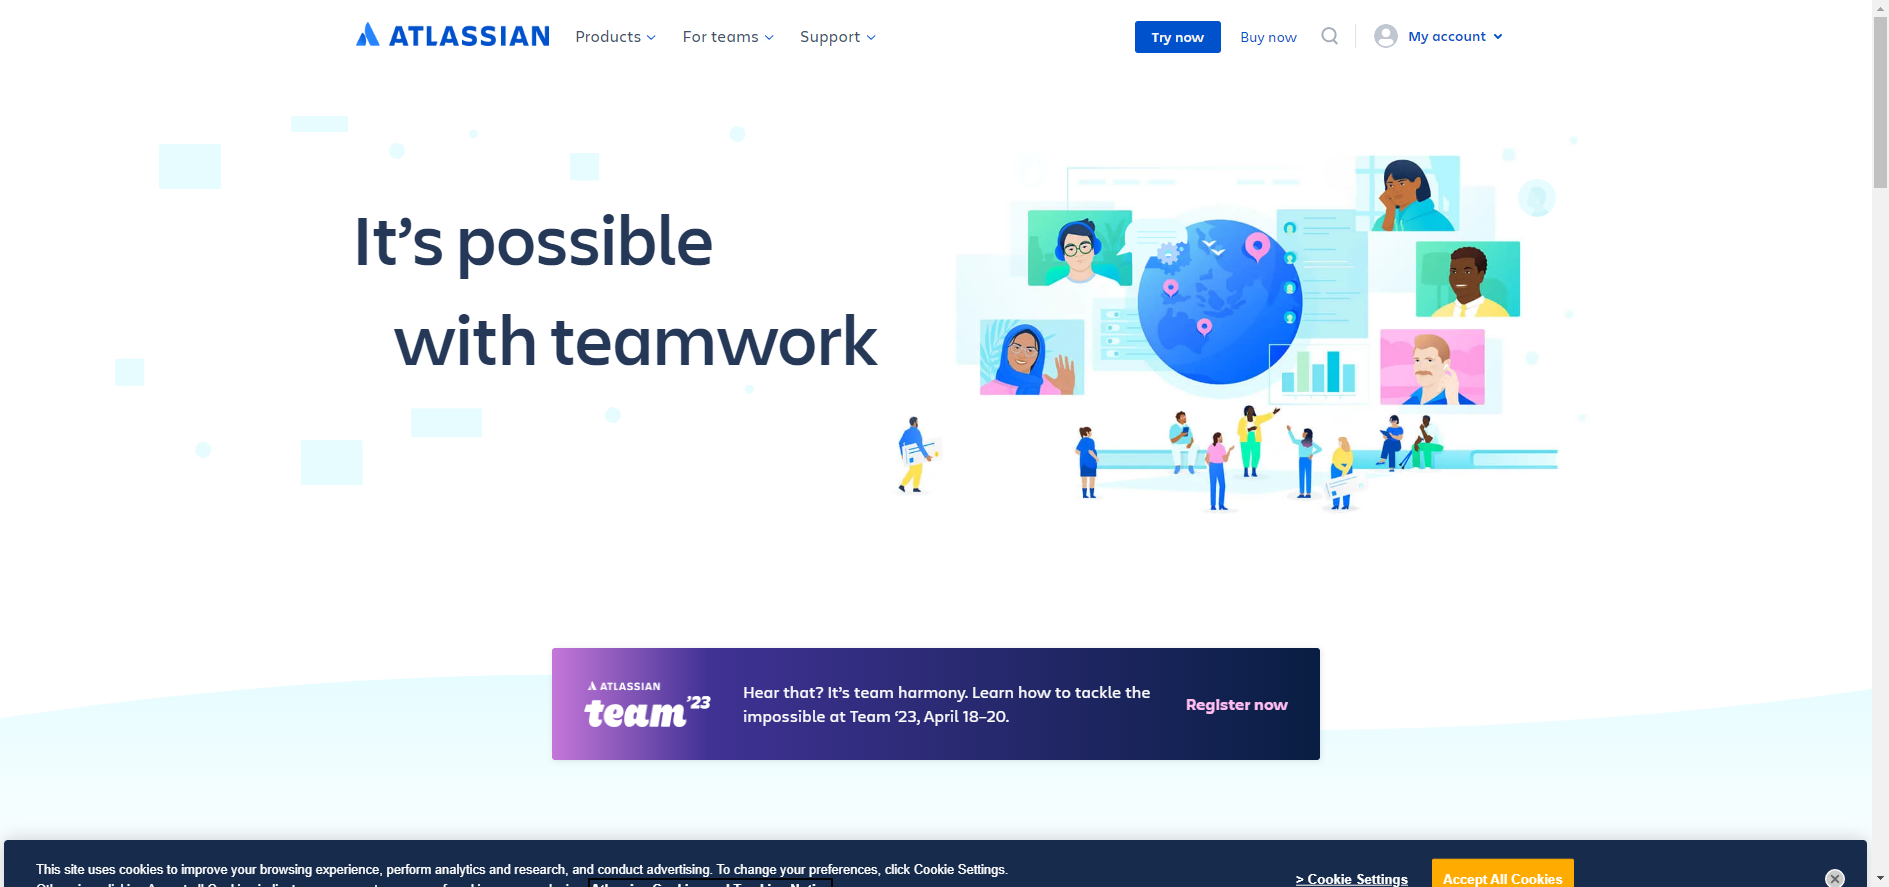 ATLASSIAN
Products
For teams
Support
Try now
Buy now
My account
It's possible
with teamwork
ATLASSIAN
team '23
Hear that? It's team harmony. Learn how to tackle the
impossible at Team '23, April 18–20.
Register now
This site uses cookies to improve your browsing experience, perform analytics and research, and conduct advertising. To change your preferences, click Cookie Settings.
> Cookie Settings
Accept All Cookies